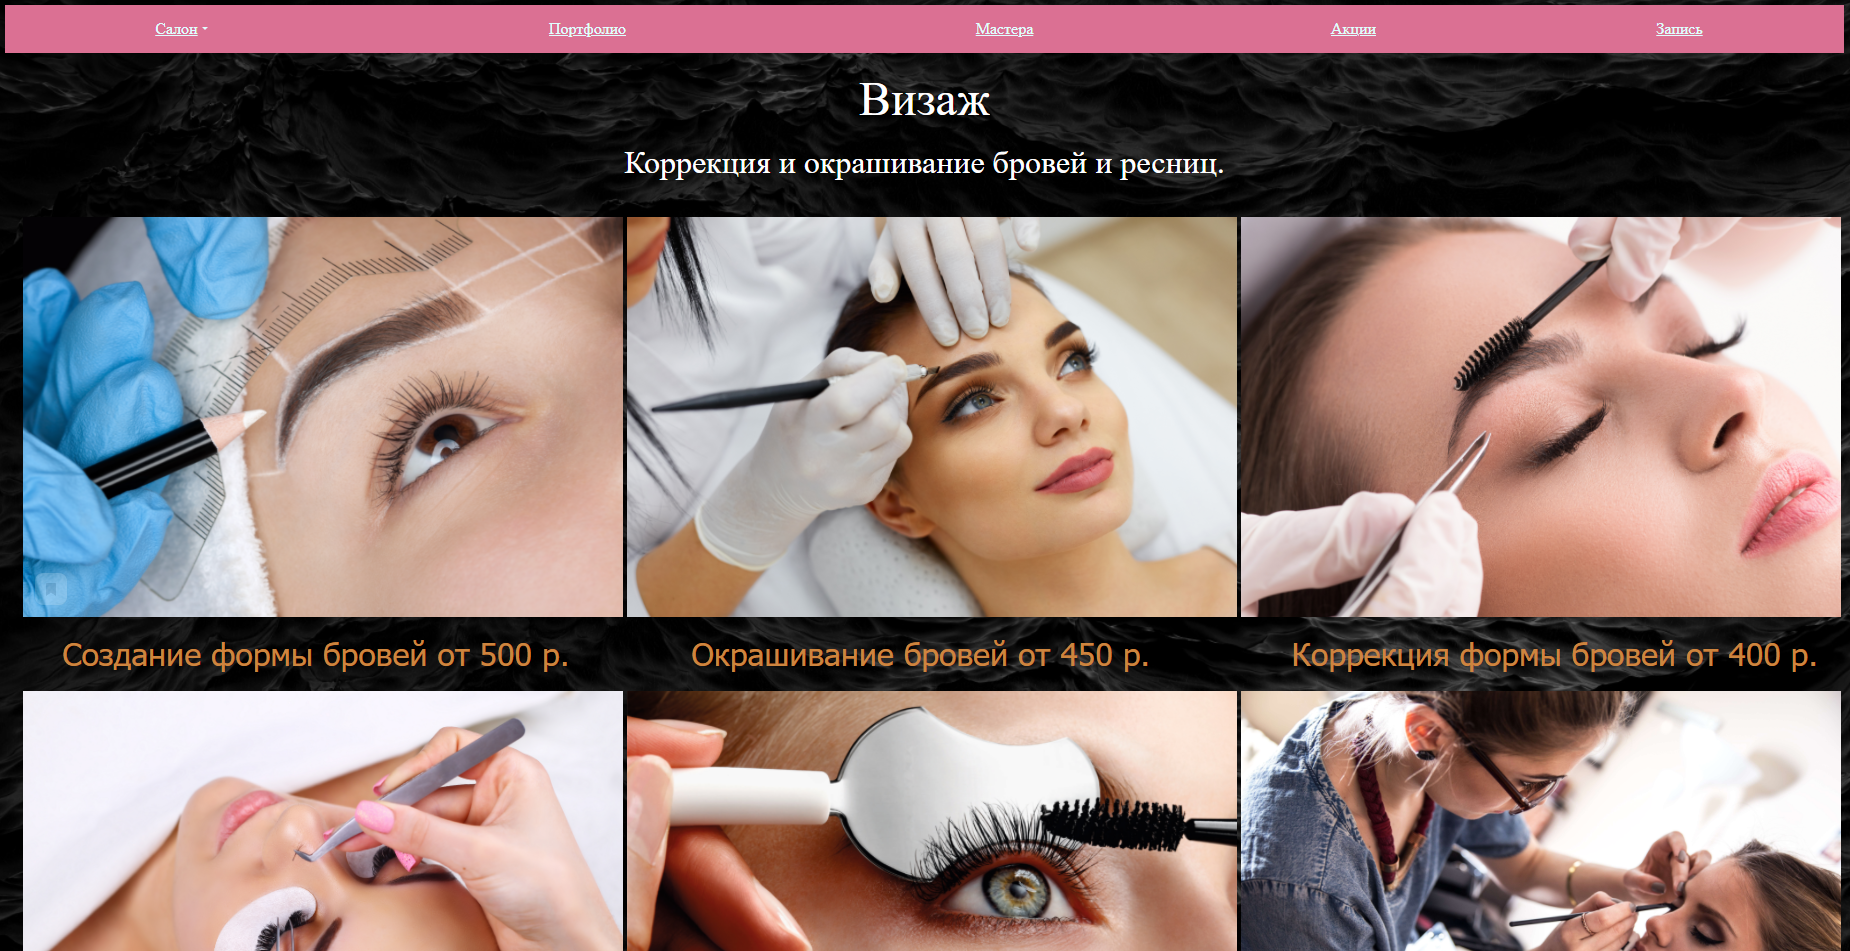 Салон Портфолио Мастера Акции Запись
Визаж
Коррекция и окрашивание бровей и ресниц.
Создание формы бровей от 500 р. Окрашивание бровей от 450 р. Коррекция формы бровей от 400 р.